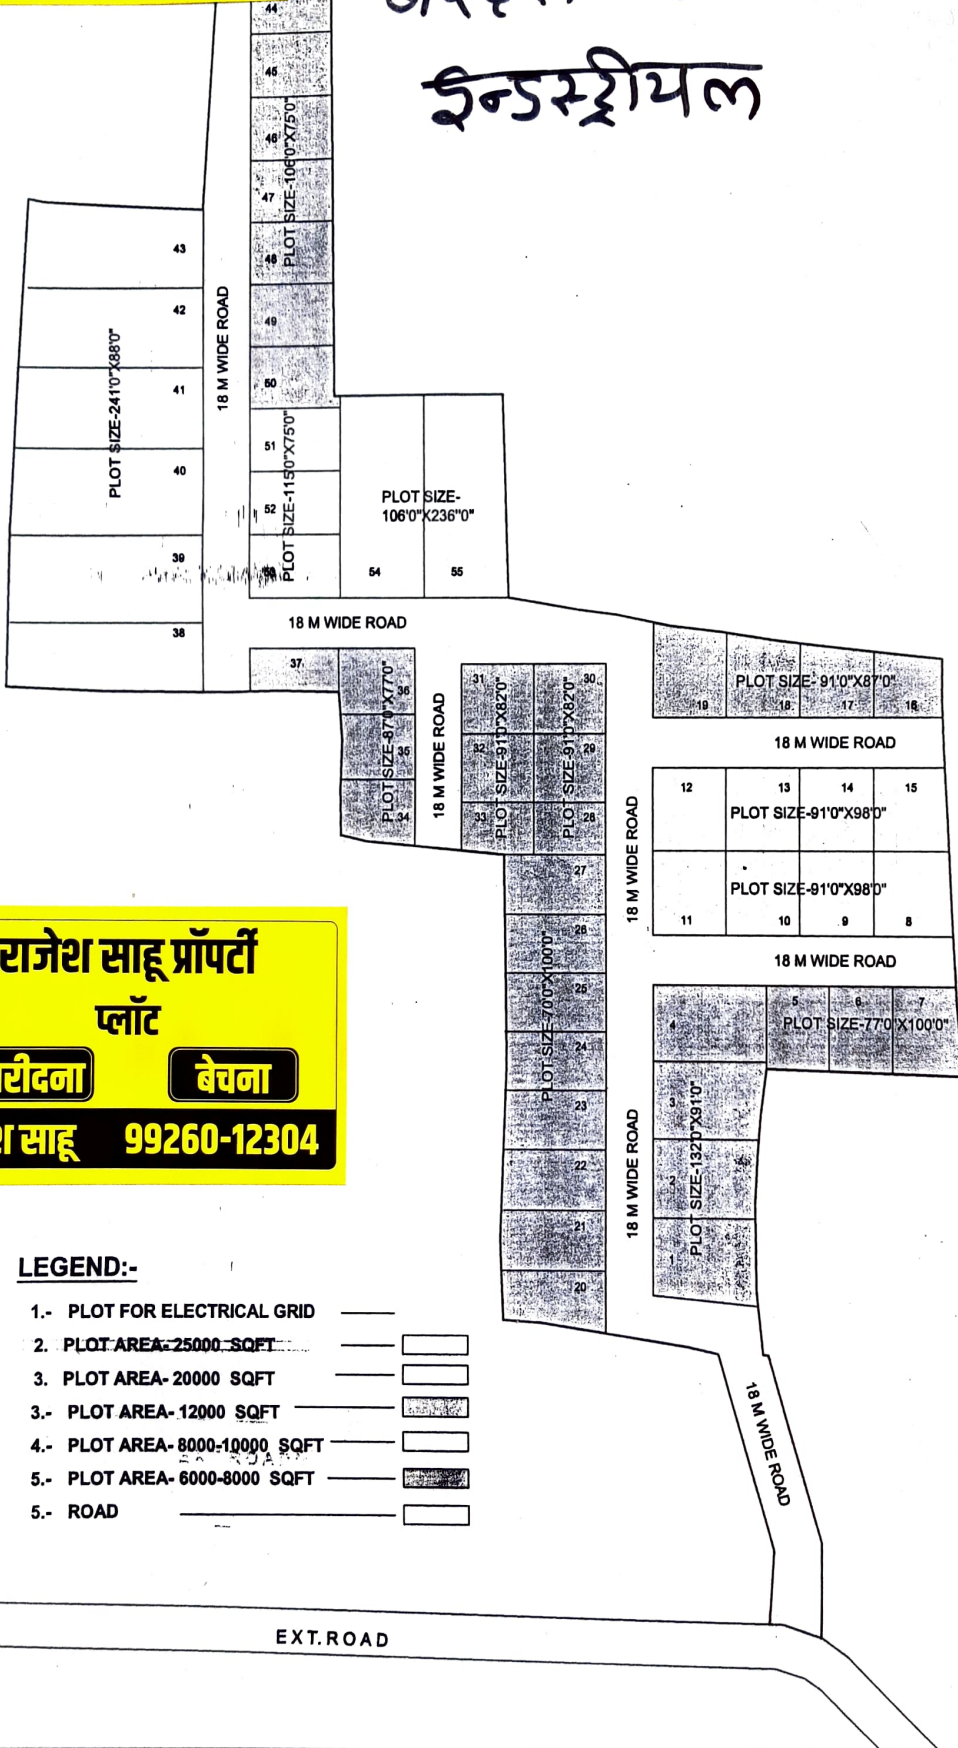 इन्डस्ट्रीयल
44
45
46
47
48
49
50
PLOT SIZE-106'0"X75'0"
43
42
41
40
39
38
PLOT SIZE-241'0"X88'0"
18 M WIDE ROAD
51
52
PLOT SIZE-115'0"X75'0"
PLOT SIZE-
106'0"X236"0"
54
55
18 M WIDE ROAD
37
36
35
34
PLOT SIZE-87'0"X77'0"
18 M WIDE ROAD
31
32
33
PLOT SIZE-91'0"X82'0"
30
29
28
PLOT SIZE-91'0"X82'0"
19
18
17
16
PLOT SIZE- 91'0"X87'0"
18 M WIDE ROAD
12
13
14
15
PLOT SIZE-91'0"X98'0"
PLOT SIZE-91'0"X98'0"
11
10
9
8
18 M WIDE ROAD
18 M WIDE ROAD
27
26
25
24
23
22
21
20
PLOT SIZE-70'0"X100'0"
4
5
6
7
PLOT SIZE-77'0"X100'0"
3
2
1
PLOT SIZE-132'0"X91'0"
18 M WIDE ROAD
18 M WIDE ROAD
राजेश साहू प्रॉपर्टी
प्लॉट
रीदना बेचना
साहू 99260-12304
LEGEND:-
1.- PLOT FOR ELECTRICAL GRID
2. PLOT AREA- 25000 SQFT
3. PLOT AREA- 20000 SQFT
3.- PLOT AREA- 12000 SQFT
4.- PLOT AREA- 8000-10000 SQFT
5.- PLOT AREA- 6000-8000 SQFT
5.- ROAD
EXT.ROAD